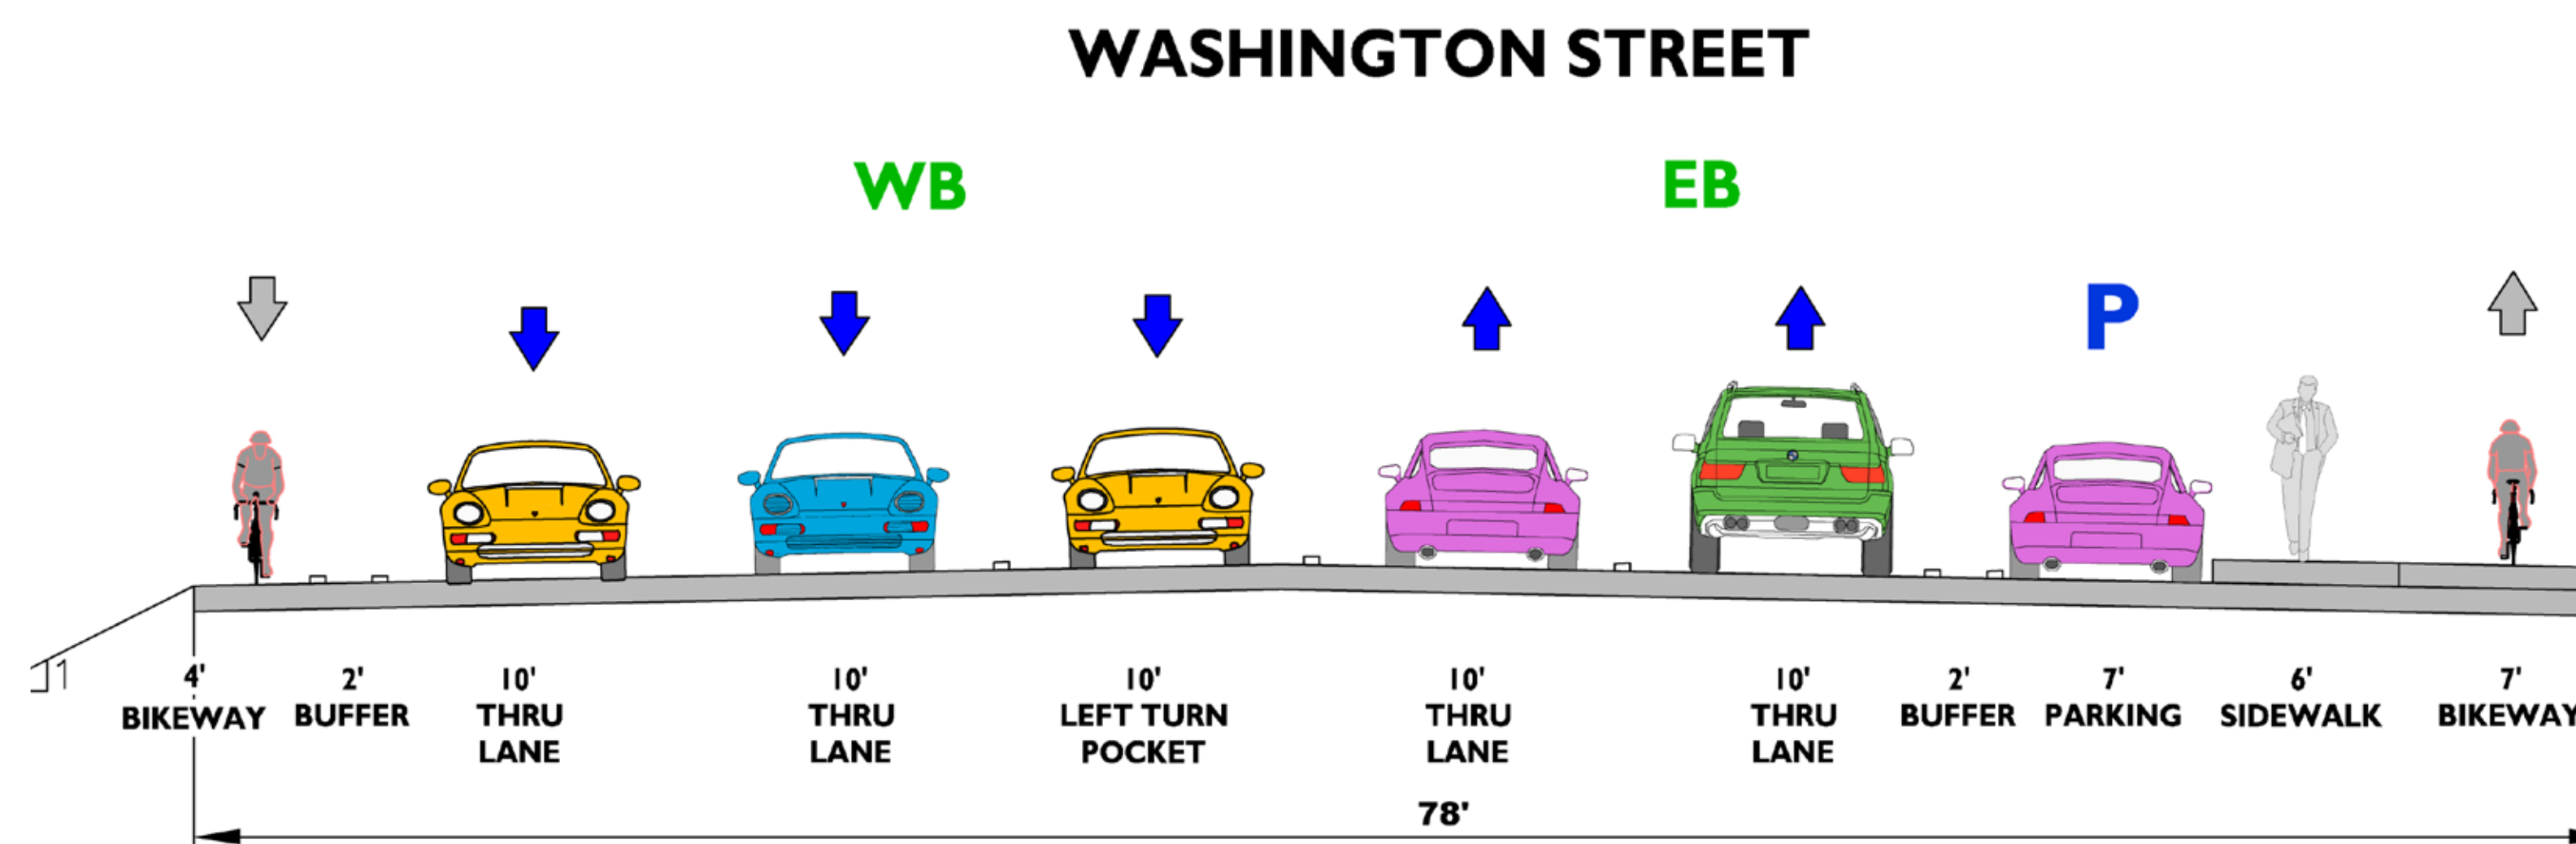 WASHINGTON STREET
WB EB
P
4' 2' 10' 10' 10' 10' 10' 2' 7' 6' 7'
BIKEWAY BUFFER THRU THRU LEFT TURN THRU THRU BUFFER PARKING SIDEWALK BIKEWAY
LANE LANE POCKET LANE LANE
78'